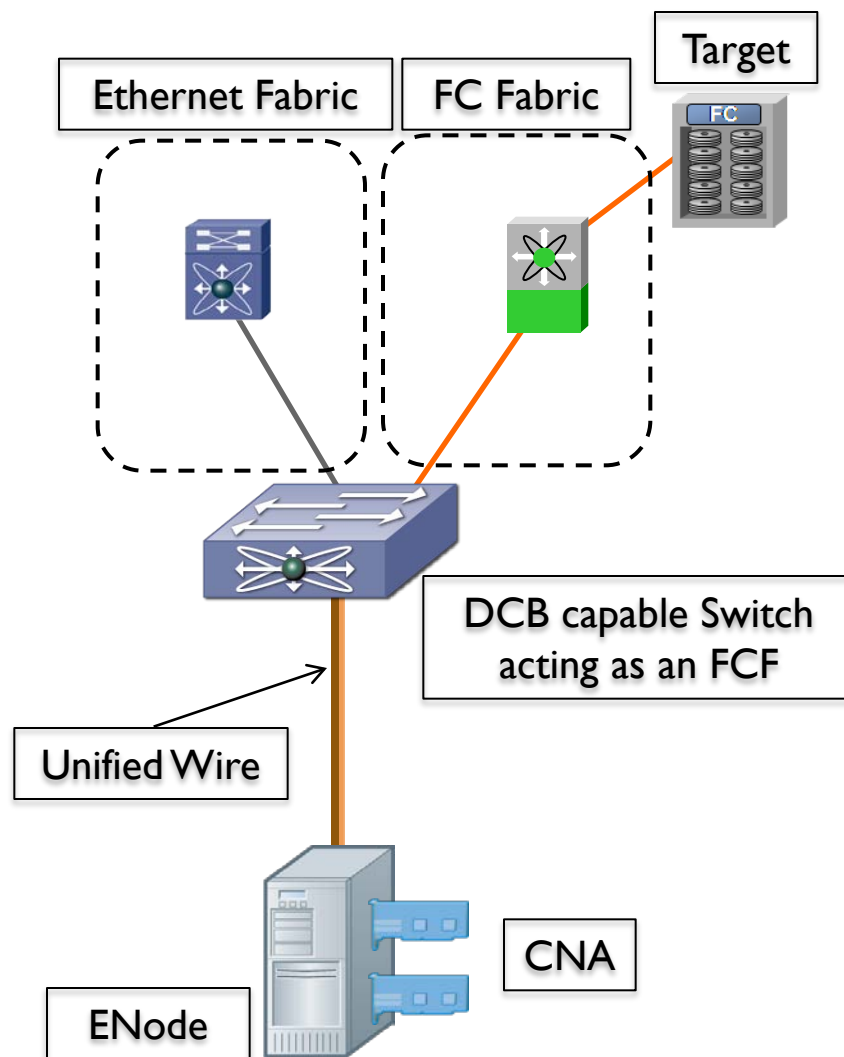 Target
Ethernet Fabric
FC Fabric
FC
DCB capable Switch
acting as an FCF
Unified Wire
CNA
ENode